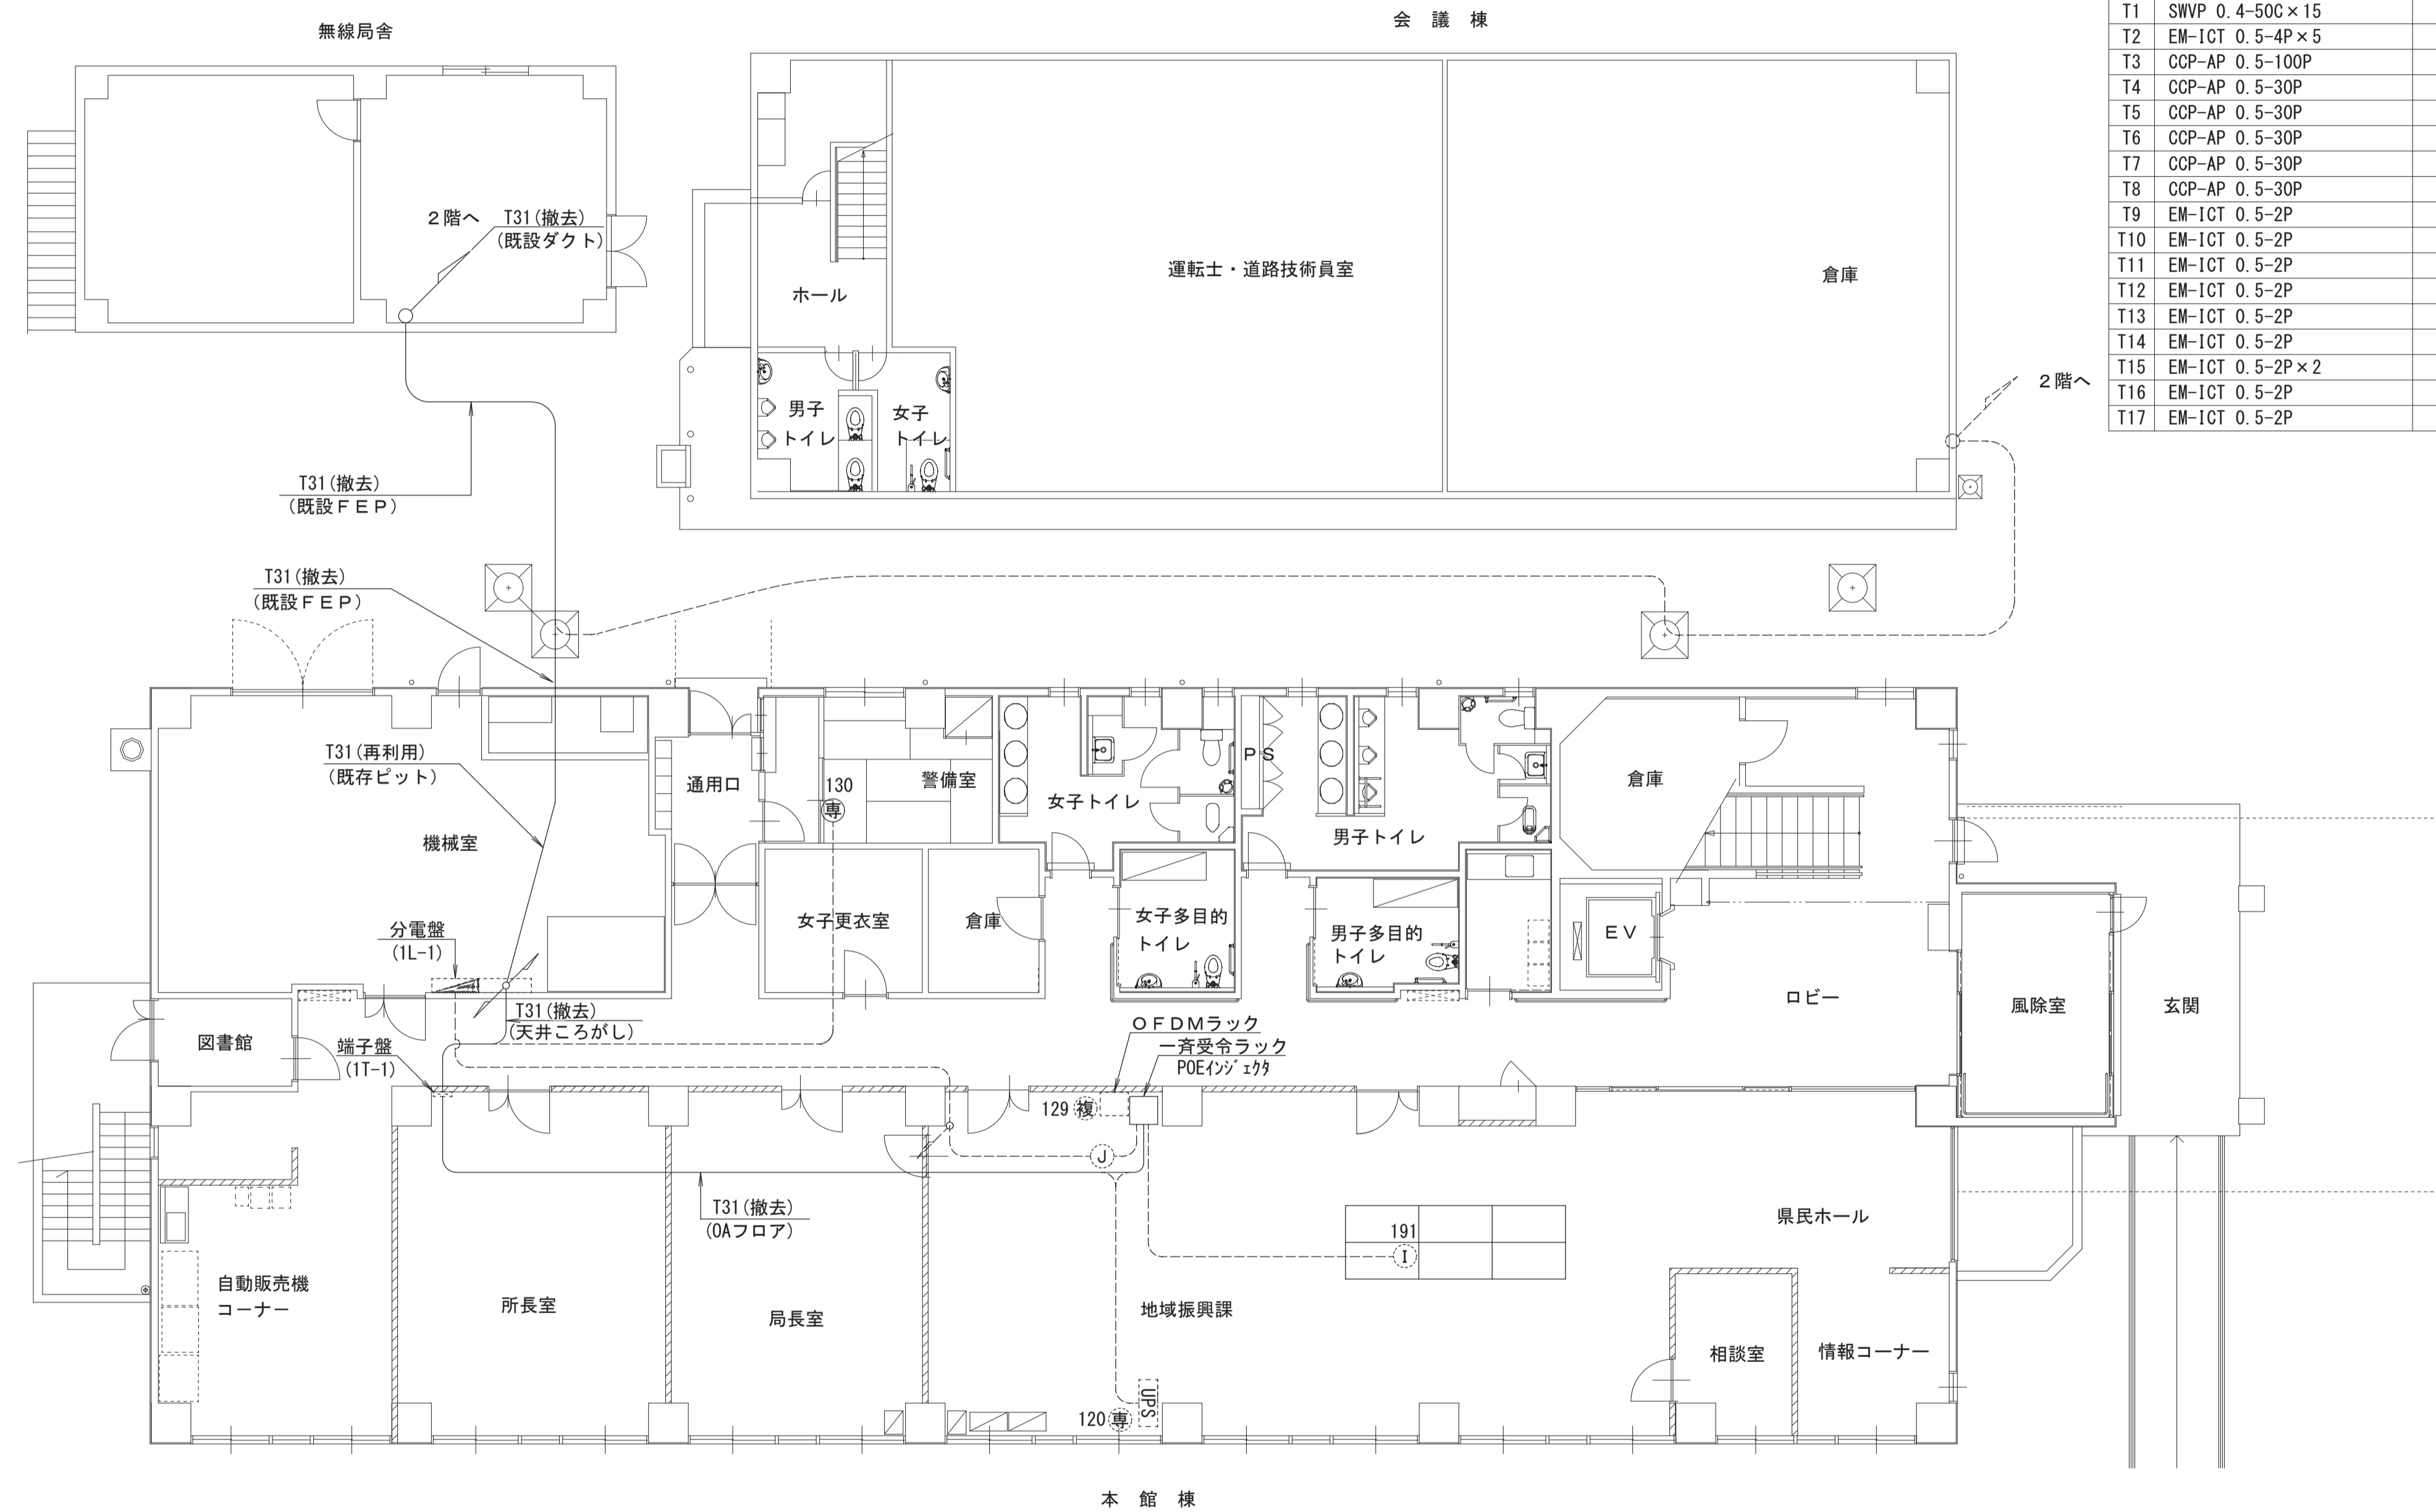 無線局舎
会 議 棟
T1 SWVP 0.4-50C×15
T2 EM-ICT 0.5-4P×5
T3 CCP-AP 0.5-100P
T4 CCP-AP 0.5-30P
T5 CCP-AP 0.5-30P
T6 CCP-AP 0.5-30P
T7 CCP-AP 0.5-30P
T8 CCP-AP 0.5-30P
T9 EM-ICT 0.5-2P
T10 EM-ICT 0.5-2P
T11 EM-ICT 0.5-2P
T12 EM-ICT 0.5-2P
T13 EM-ICT 0.5-2P
T14 EM-ICT 0.5-2P
T15 EM-ICT 0.5-2P×2
T16 EM-ICT 0.5-2P
T17 EM-ICT 0.5-2P
2階へ
T31(撤去)
(既設ダクト)
ホール
運転士・道路技術員室
倉庫
2階へ
男子
トイレ
女子
トイレ
T31(撤去)
(既設FEP)
T31(撤去)
(既設FEP)
T31(再利用)
(既存ピット)
機械室
通用口
130
専
警備室
女子トイレ
PS
男子トイレ
倉庫
分電盤
(1L-1)
女子更衣室
倉庫
女子多目的
トイレ
男子多目的
トイレ
EV
ロビー
風除室
玄関
図書館
T31(撤去)
(天井ころがし)
端子盤
(1T-1)
OFDMラック
一斉受令ラック
POEインジェクタ
129 複
J
T31(撤去)
(OAフロア)
191
I
県民ホール
自動販売機
コーナー
所長室
局長室
地域振興課
相談室
情報コーナー
UPS
120 専
本 館 棟